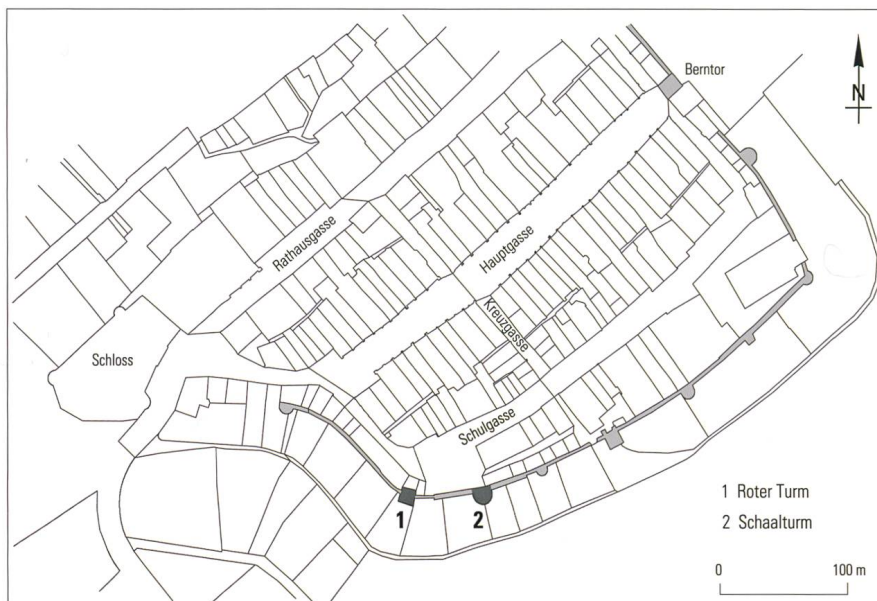 Berntor
N
Rathausgasse
Hauptgasse
Kreuzgasse
Schloss
Schulgasse
1
2
1 Roter Turm
2 Schaalturm
0 100 m